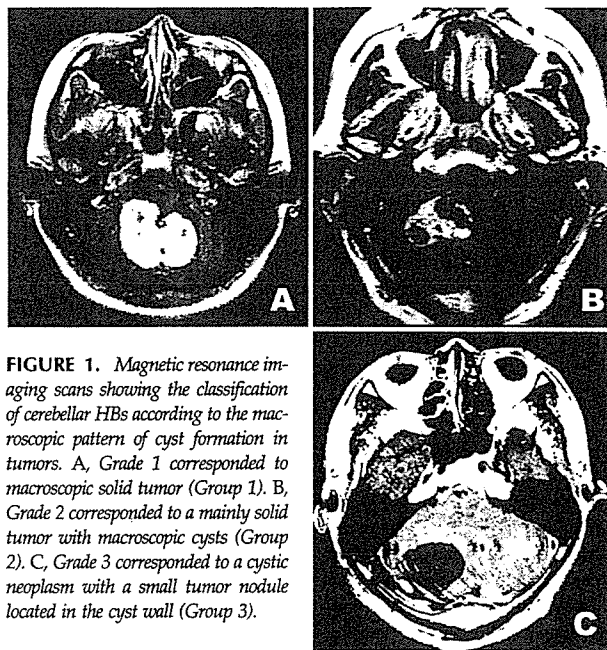 A
B
FIGURE 1. Magnetic resonance im-
aging scans showing the classification
of cerebellar HBs according to the mac-
roscopic pattern of cyst formation in
tumors. A, Grade 1 corresponded to
macroscopic solid tumor (Group 1). B,
Grade 2 corresponded to a mainly solid
tumor with macroscopic cysts (Group
2). C, Grade 3 corresponded to a cystic
neoplasm with a small tumor nodule
located in the cyst wall (Group 3).
C